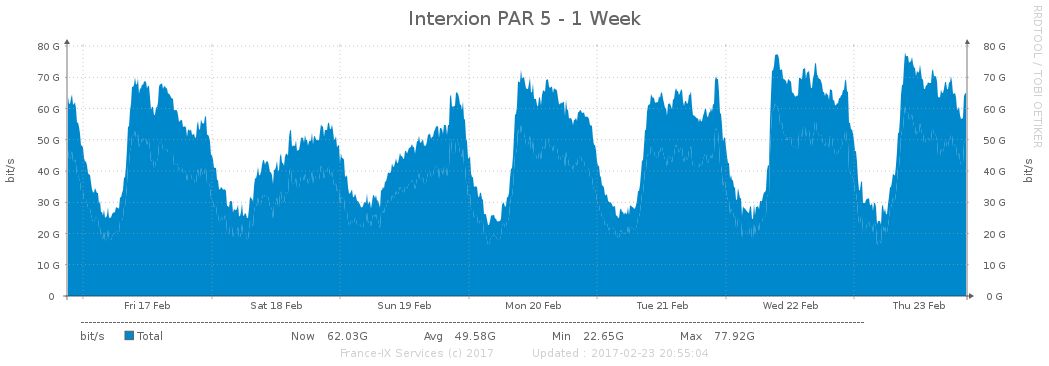 Interxion PAR 5 - 1 Week
RRDTOOL / TOBI OETIKER
80 G 80 G
70 G 70 G
60 G 60 G
50 G 50 G
40 G 40 G
30 G 30 G
20 G 20 G
10 G 10 G
0 0 G
bit/s
bit/s
Fri 17 Feb Sat 18 Feb Sun 19 Feb Mon 20 Feb Tue 21 Feb Wed 22 Feb Thu 23 Feb
bit/s Total Now 62.03G Avg 49.58G Min 22.65G Max 77.92G
France-IX Services (c) 2017 Updated : 2017-02-23 20:55:04